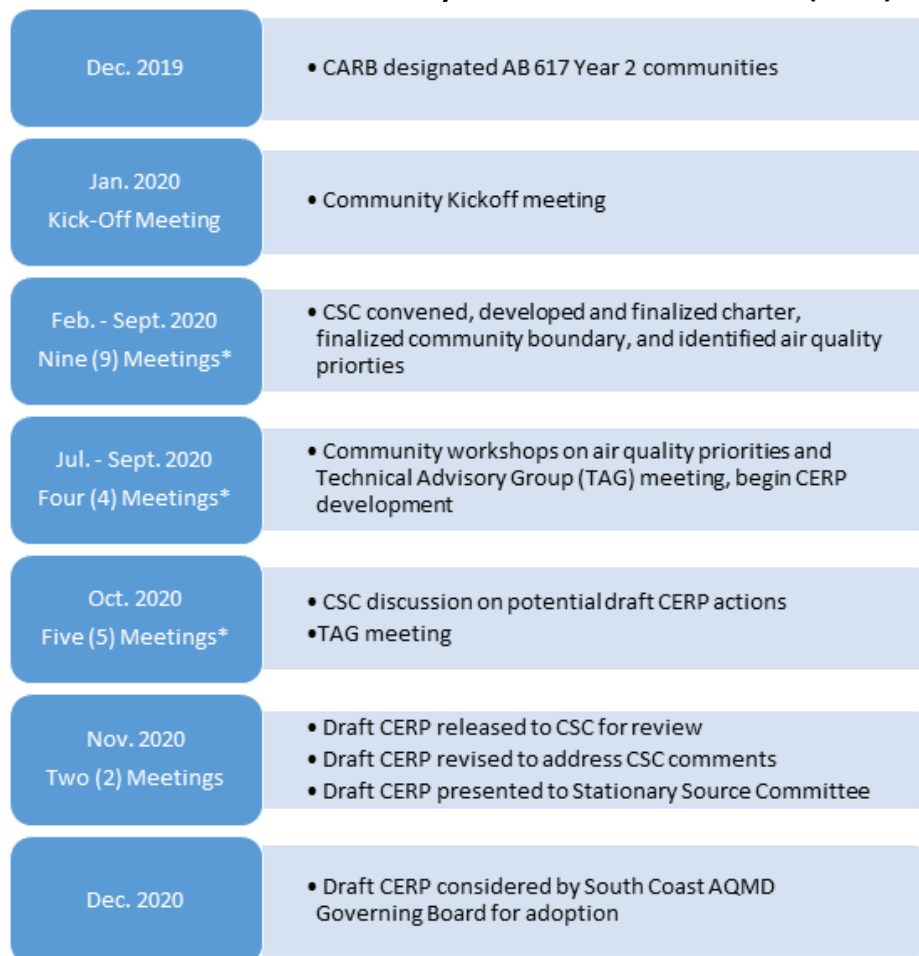 Dec. 2019
• CARB designated AB 617 Year 2 communities
Jan. 2020
Kick-Off Meeting
• Community Kickoff meeting
Feb. - Sept. 2020
Nine (9) Meetings*
• CSC convened, developed and finalized charter,
finalized community boundary, and identified air quality
priorties
Jul. - Sept. 2020
Four (4) Meetings*
• Community workshops on air quality priorities and
Technical Advisory Group (TAG) meeting, begin CERP
development
Oct. 2020
Five (5) Meetings*
• CSC discussion on potential draft CERP actions
•TAG meeting
Nov. 2020
Two (2) Meetings
• Draft CERP released to CSC for review
• Draft CERP revised to address CSC comments
• Draft CERP presented to Stationary Source Committee
Dec. 2020
• Draft CERP considered by South Coast AQMD
Governing Board for adoption